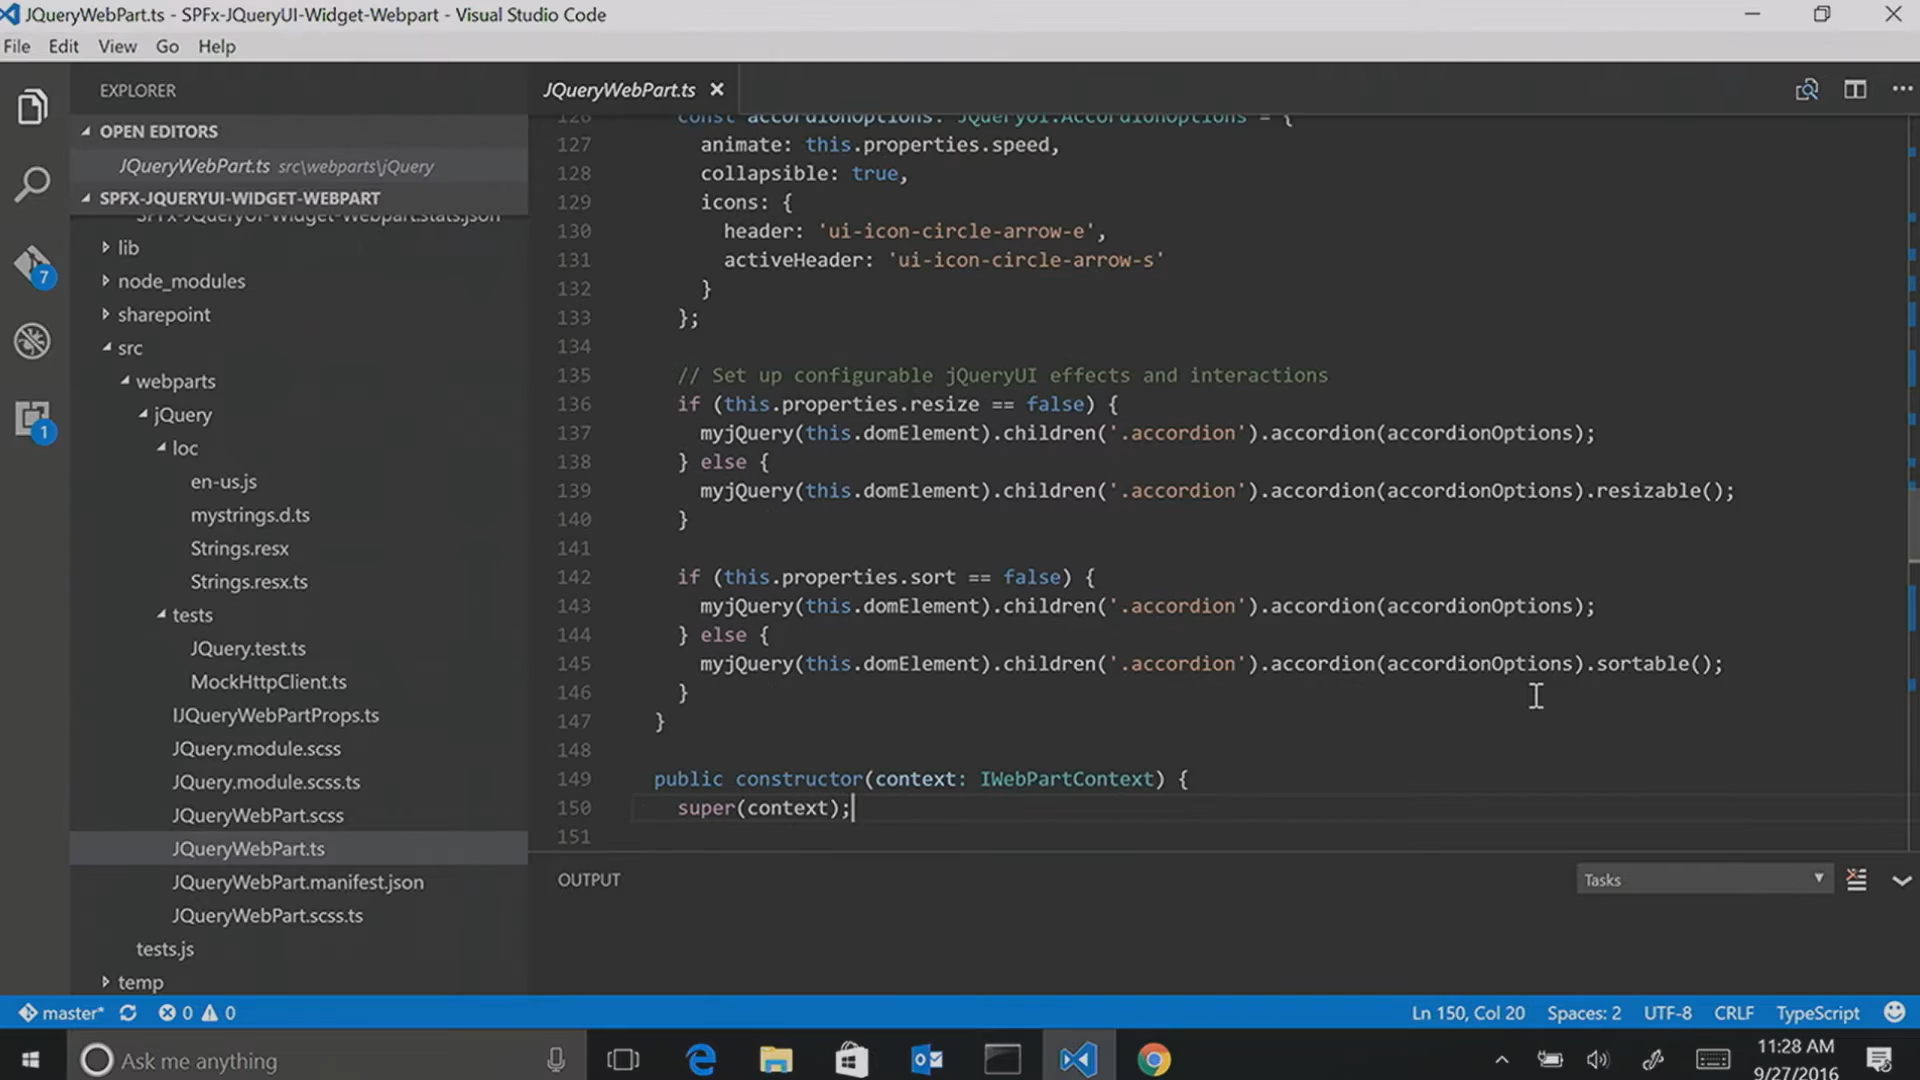 JQueryWebPart.ts - SPFx-JQueryUI-Widget-Webpart - Visual Studio Code
File Edit View Go Help
EXPLORER
OPEN EDITORS
JQueryWebPart.ts src\webparts\jQuery
SPFX-JQUERYUI-WIDGET-WEBPART
SPFx-JQueryUI-Widget-Webpart.stats.json
lib
node_modules
sharepoint
src
webparts
jQuery
loc
en-us.js
mystrings.d.ts
Strings.resx
Strings.resx.ts
tests
JQuery.test.ts
MockHttpClient.ts
IJQueryWebPartProps.ts
JQuery.module.scss
JQuery.module.scss.ts
JQueryWebPart.scss
JQueryWebPart.ts
JQueryWebPart.manifest.json
JQueryWebPart.scss.ts
tests.js
temp
7
1
JQueryWebPart.ts
126 const accordionOptions: JQueryUI.AccordionOptions = {
127 animate: this.properties.speed,
128 collapsible: true,
129 icons: {
130 header: 'ui-icon-circle-arrow-e',
131 activeHeader: 'ui-icon-circle-arrow-s'
132 }
133 };
134
135 // Set up configurable jQueryUI effects and interactions
136 if (this.properties.resize == false) {
137 myjQuery(this.domElement).children('.accordion').accordion(accordionOptions);
138 } else {
139 myjQuery(this.domElement).children('.accordion').accordion(accordionOptions).resizable();
140 }
141
142 if (this.properties.sort == false) {
143 myjQuery(this.domElement).children('.accordion').accordion(accordionOptions);
144 } else {
145 myjQuery(this.domElement).children('.accordion').accordion(accordionOptions).sortable();
146 }
147 }
148
149 public constructor(context: IWebPartContext) {
150 super(context);
151
OUTPUT
Tasks
master* 0 0
Ln 150, Col 20 Spaces: 2 UTF-8 CRLF TypeScript
Ask me anything
11:28 AM
9/27/2016